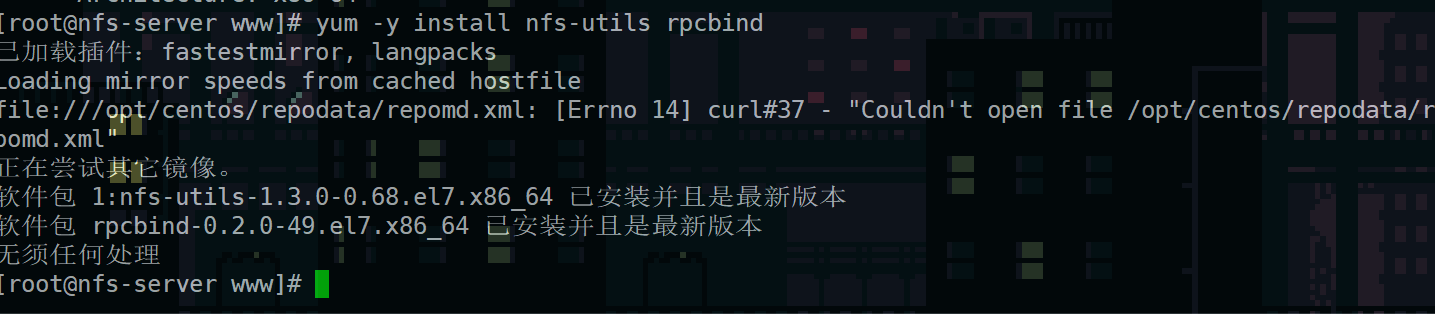 [root@nfs-server www]# yum -y install nfs-utils rpcbind
已加载插件：fastestmirror, langpacks
Loading mirror speeds from cached hostfile
file:///opt/centos/repodata/repomd.xml: [Errno 14] curl#37 - "Couldn't open file /opt/centos/repodata/r
pomd.xml"
正在尝试其它镜像。
软件包 1:nfs-utils-1.3.0-0.68.el7.x86_64 已安装并且是最新版本
软件包 rpcbind-0.2.0-49.el7.x86_64 已安装并且是最新版本
无须任何处理
[root@nfs-server www]#